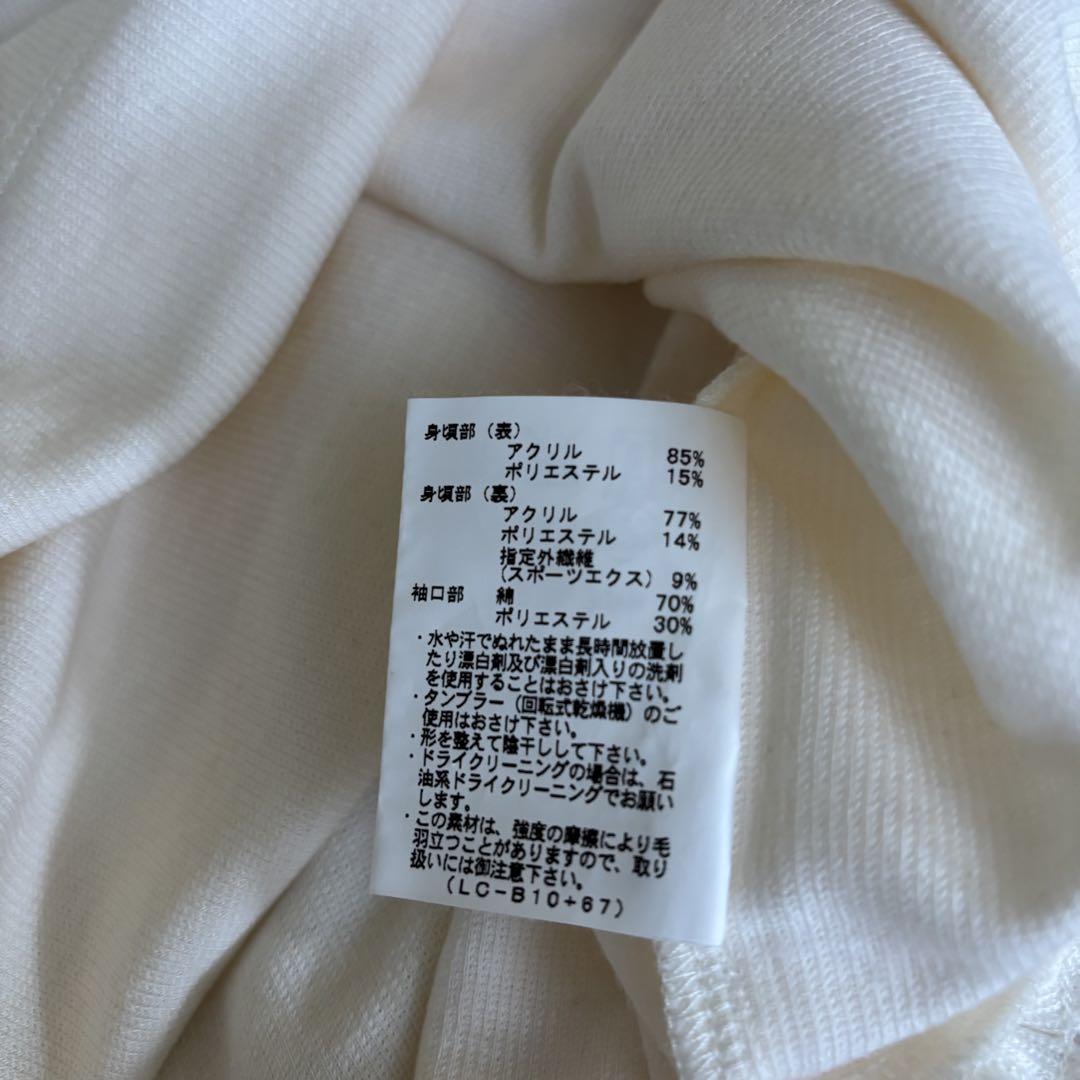 身頃部（表）
アクリル 85%
ポリエステル 15%
身頃部（裏）
アクリル 77%
ポリエステル 14%
指定外繊維
（スポーツエクス） 9%
袖口部 綿 70%
ポリエステル 30%
・水や汗でぬれたまま長時間放置し
たり漂白剤及び漂白剤入りの洗剤
を使用することはおさけ下さい。
・タンブラー（回転式乾燥機）のご
使用はおさけ下さい。
・形を整えて陰干しして下さい。
・ドライクリーニングの場合は、石
油系ドライクリーニングでお願い
します。
・この素材は、強度の摩擦により毛
羽立つことがありますので、取り
扱いには御注意下さい。
（LC-B10+67）